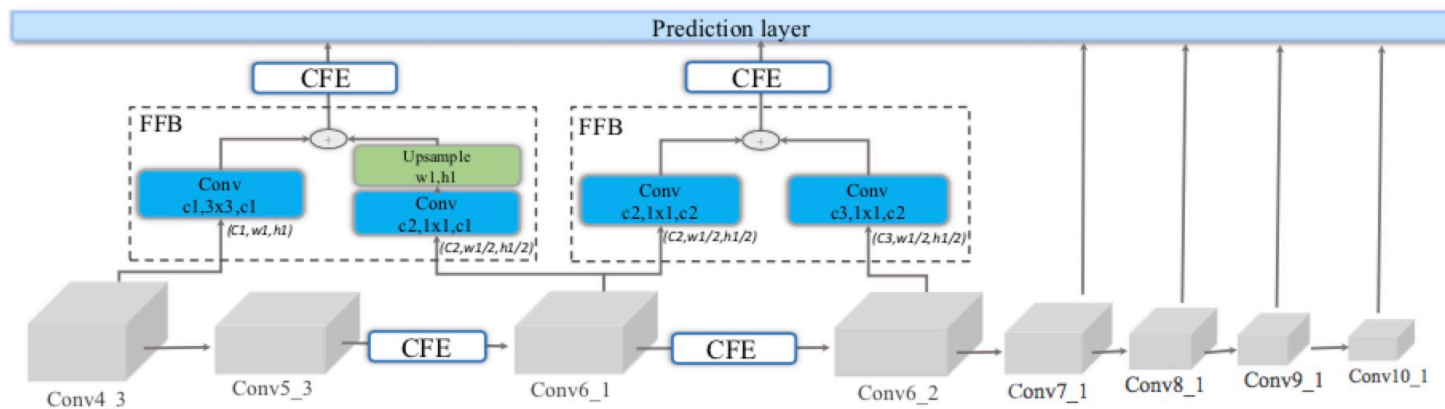 Prediction layer
CFE
CFE
FFB
FFB
+
+
Upsample
w1,h1
Conv
c1,3x3,c1
Conv
c2,1x1,c1
Conv
c2,1x1,c2
Conv
c3,1x1,c2
(C1,w1,h1)
(C2,w1/2,h1/2)
(C2,w1/2,h1/2)
(C3,w1/2,h1/2)
CFE
CFE
Conv4_3
Conv5_3
Conv6_1
Conv6_2
Conv7_1
Conv8_1
Conv9_1
Conv10_1